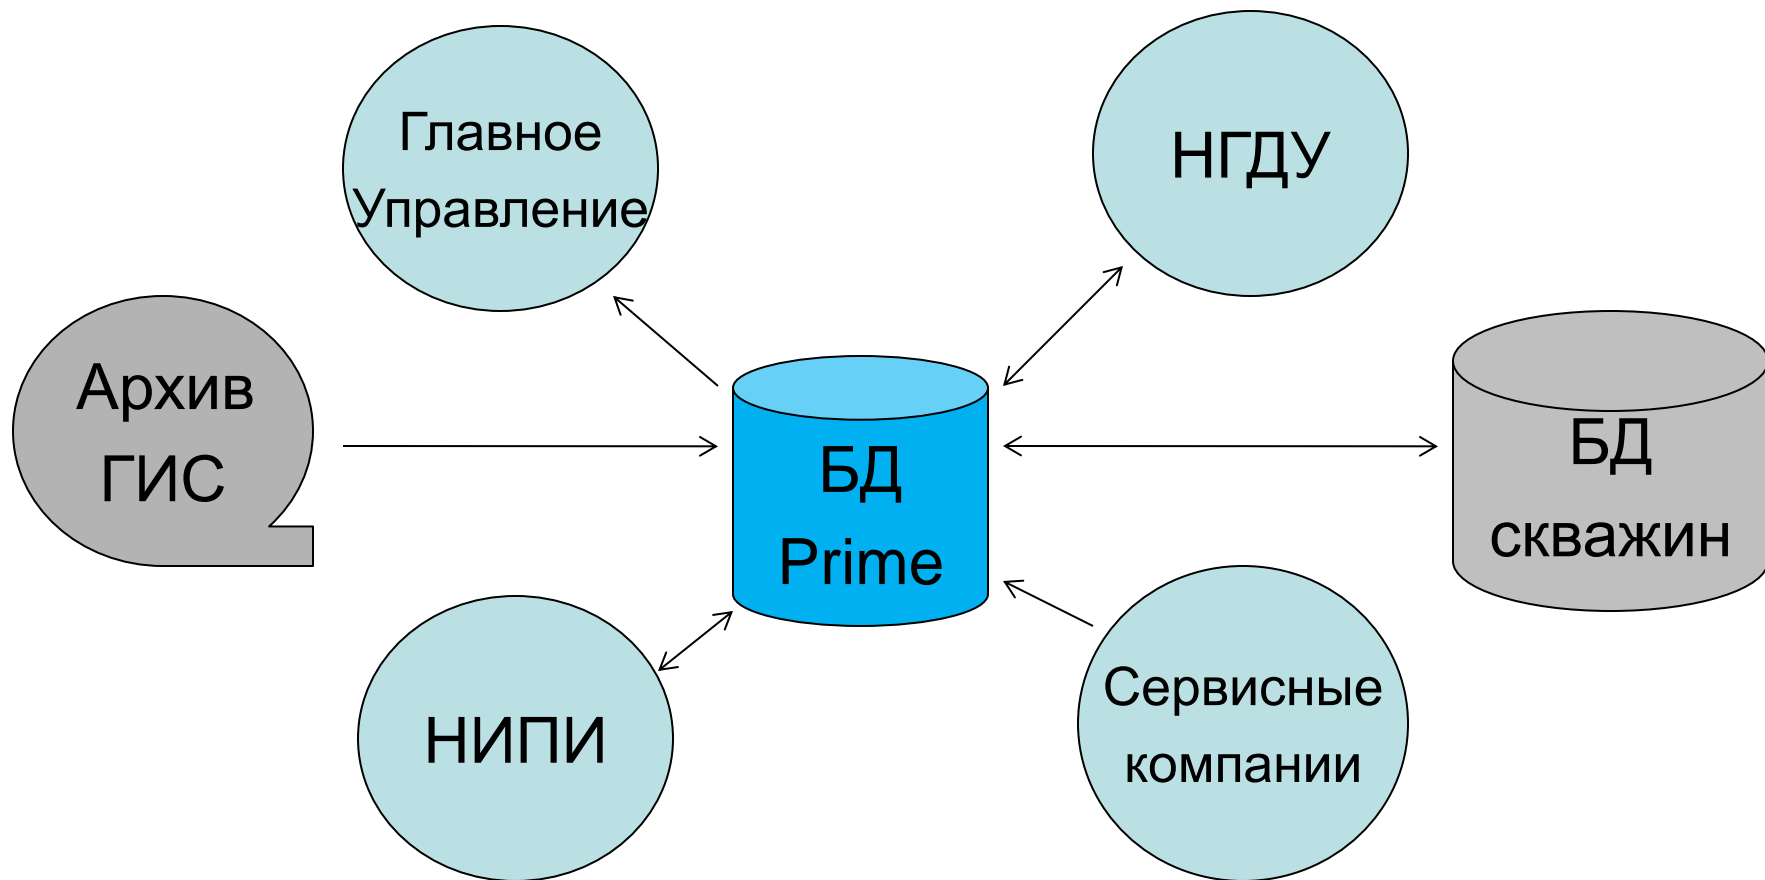 Главное
Управление
НГДУ
Архив
ГИС
БД
Prime
БД
скважин
НИПИ
Сервисные
компании